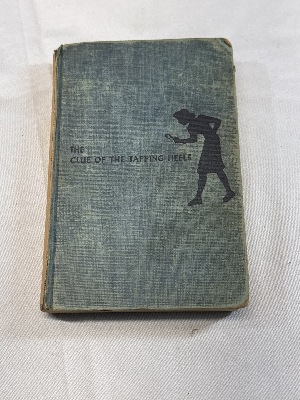 THE
CLUE OF THE TAPPING HEELS